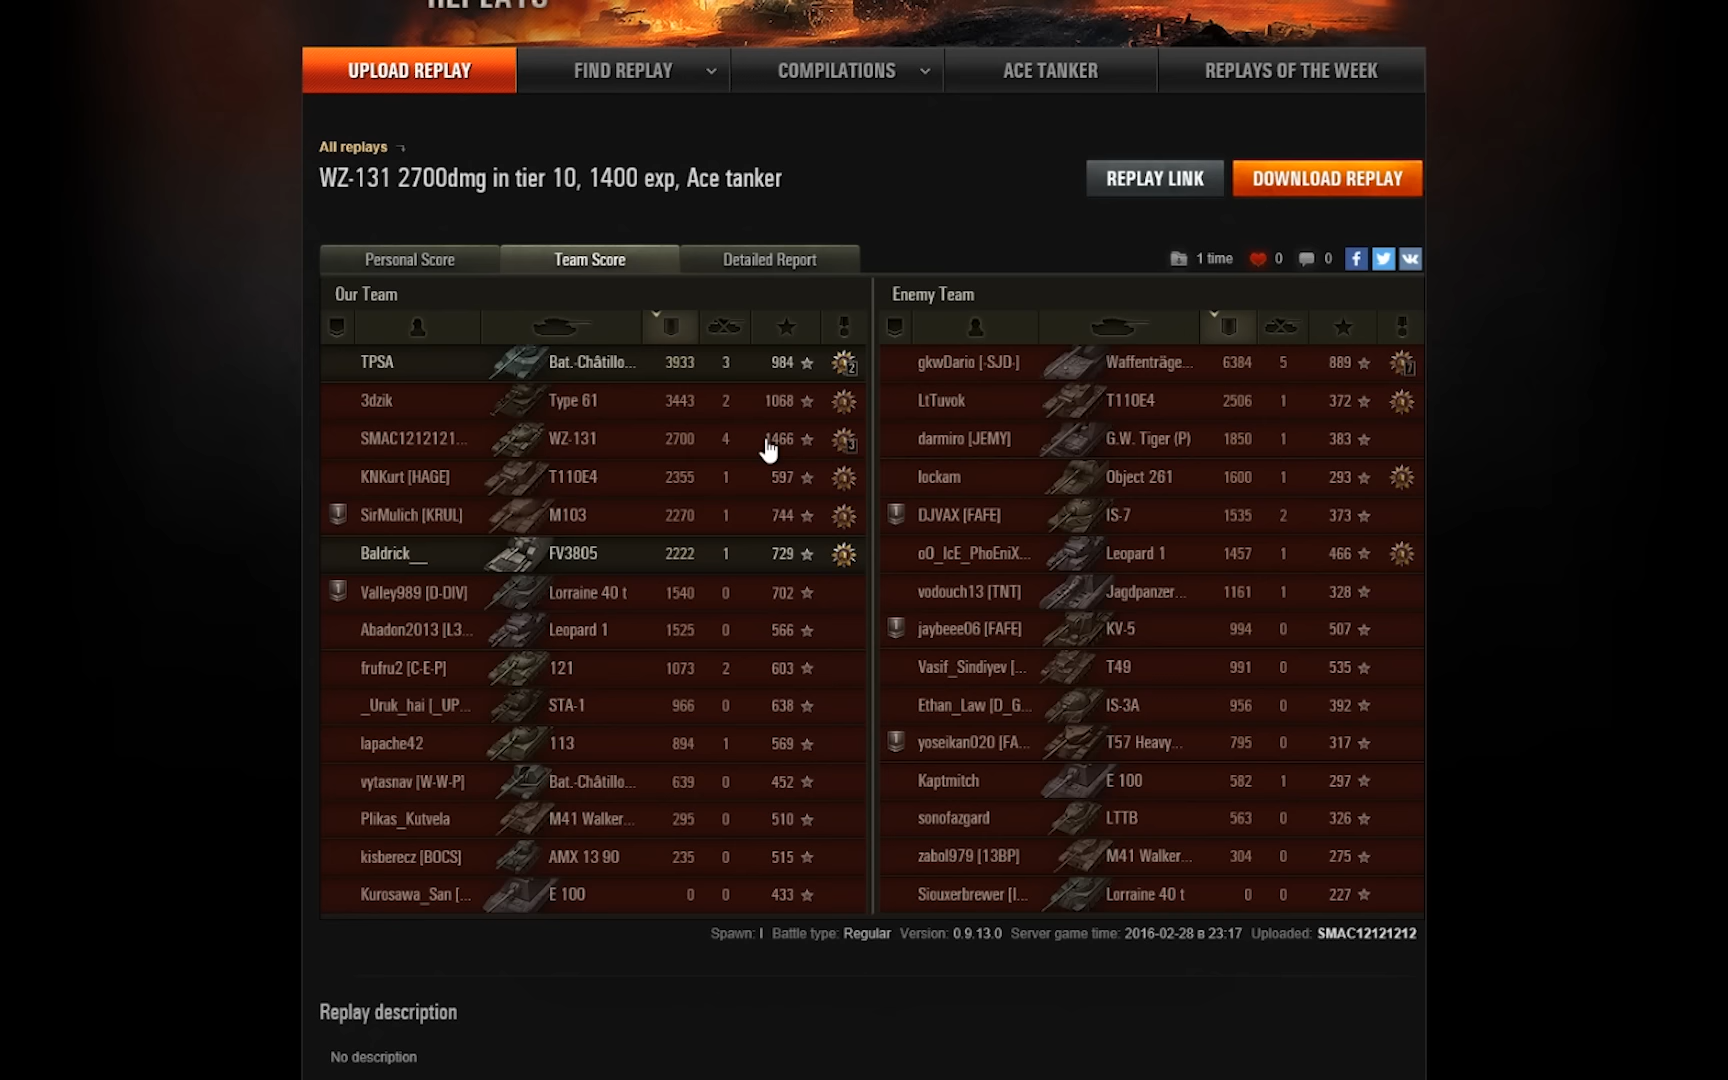 REPLAYS
UPLOAD REPLAY FIND REPLAY COMPILATIONS ACE TANKER REPLAYS OF THE WEEK
All replays
WZ-131 2700dmg in tier 10, 1400 exp, Ace tanker
REPLAY LINK DOWNLOAD REPLAY
Personal Score Team Score Detailed Report 1 time 0 0
Our Team Enemy Team
TPSA Bat.-Châtillo... 3933 3 984 2 gkwDario [-SJD-] Waffenträge... 6384 5 889 7
3dzik Type 61 3443 2 1068 LtTuvok T110E4 2506 1 372
SMAC1212121... WZ-131 2700 4 1466 3 darmiro [JEMY] G.W. Tiger (P) 1850 1 383
KNKurt [HAGE] T110E4 2355 1 597 lockam Object 261 1600 1 293
SirMulich [KRUL] M103 2270 1 744 DJVAX [FAFE] IS-7 1535 2 373
Baldrick__ FV3805 2222 1 729 oO_IcE_PhoEniX... Leopard 1 1457 1 466
Valley989 [D-DIV] Lorraine 40 t 1540 0 702 vodouch13 [TNT] Jagdpanzer... 1161 1 328
Abadon2013 [L3... Leopard 1 1525 0 566 jaybeee06 [FAFE] KV-5 994 0 507
frufru2 [C-E-P] 121 1073 2 603 Vasif_Sindiyev [... T49 991 0 535
_Uruk_hai [_UP... STA-1 966 0 638 Ethan_Law [D_G... IS-3A 956 0 392
lapache42 113 894 1 569 yoseikan020 [FA... T57 Heavy... 795 0 317
vytasnav [W-W-P] Bat.-Châtillo... 639 0 452 Kaptmitch E 100 582 1 297
Plikas_Kutvela M41 Walker... 295 0 510 sonofazgard LTTB 563 0 326
kisberecz [BOCS] AMX 13 90 235 0 515 zabol979 [13BP] M41 Walker... 304 0 275
Kurosawa_San [... E 100 0 0 433 Siouxerbrewer [I... Lorraine 40 t 0 0 227
Spawn: I Battle type: Regular Version: 0.9.13.0 Server game time: 2016-02-28 в 23:17 Uploaded: SMAC12121212
Replay description
No description